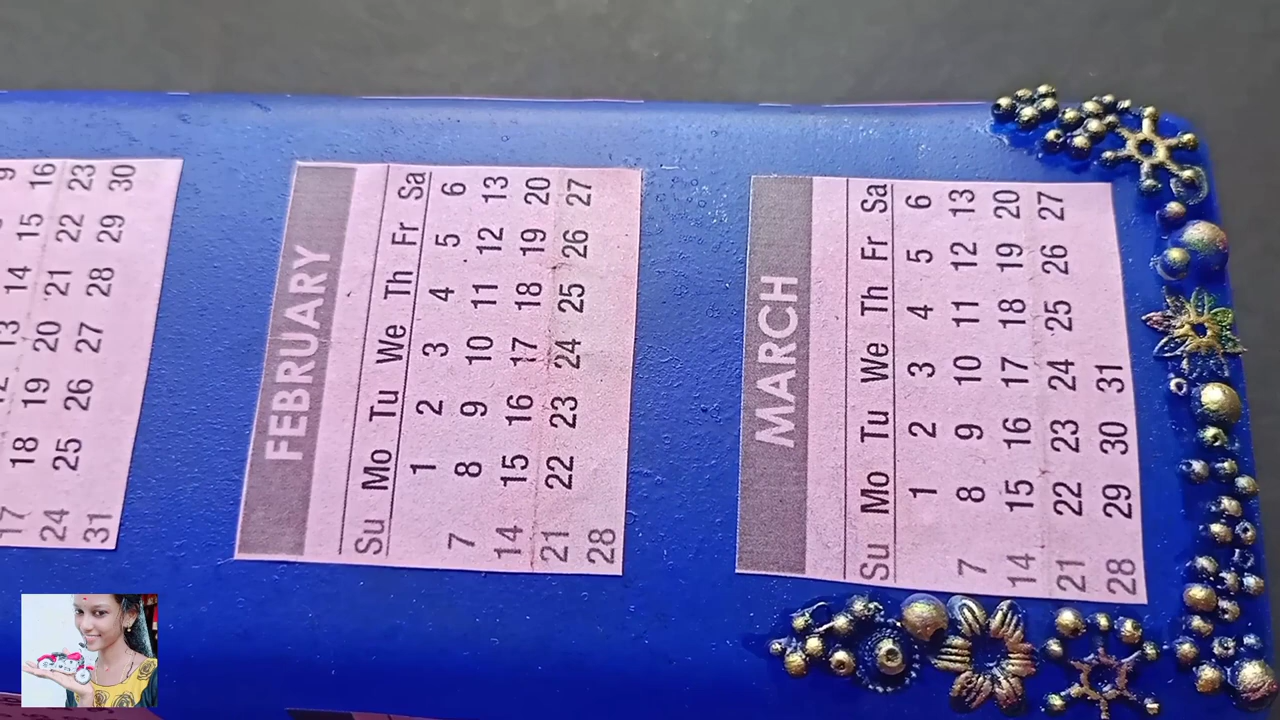 9
14 15 16
17 18 19 20 21 22 23
24 25 26 27 28 29 30
31
FEBRUARY
Su Mo Tu We Th Fr Sa
1 2 3 4 5 6
7 8 9 10 11 12 13
14 15 16 17 18 19 20
21 22 23 24 25 26 27
28
MARCH
Su Mo Tu We Th Fr Sa
1 2 3 4 5 6
7 8 9 10 11 12 13
14 15 16 17 18 19 20
21 22 23 24 25 26 27
28 29 30 31